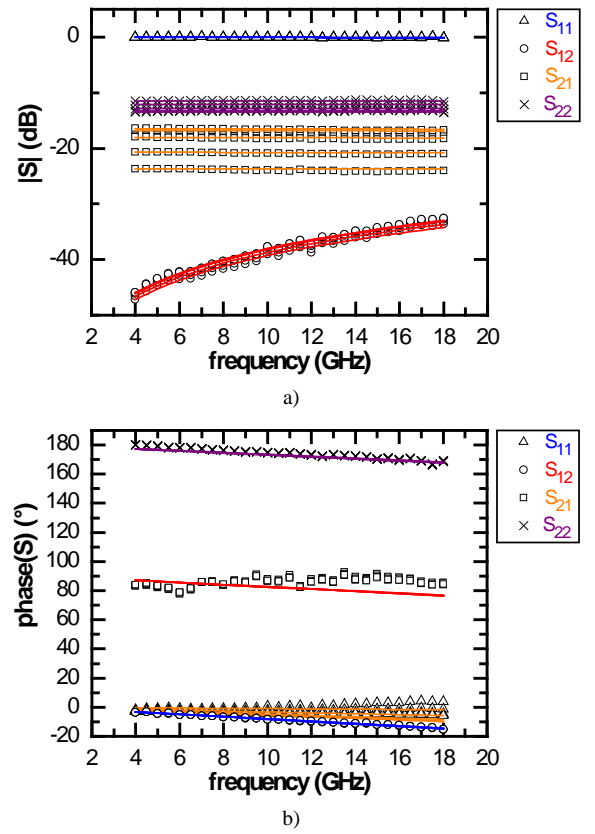 0
-20
-40
|S| (dB)
2 4 6 8 10 12 14 16 18 20
frequency (GHz)
S11
S12
S21
S22
a)
180
160
140
120
100
80
60
40
20
0
-20
phase(S) (°)
2 4 6 8 10 12 14 16 18 20
frequency (GHz)
S11
S12
S21
S22
b)